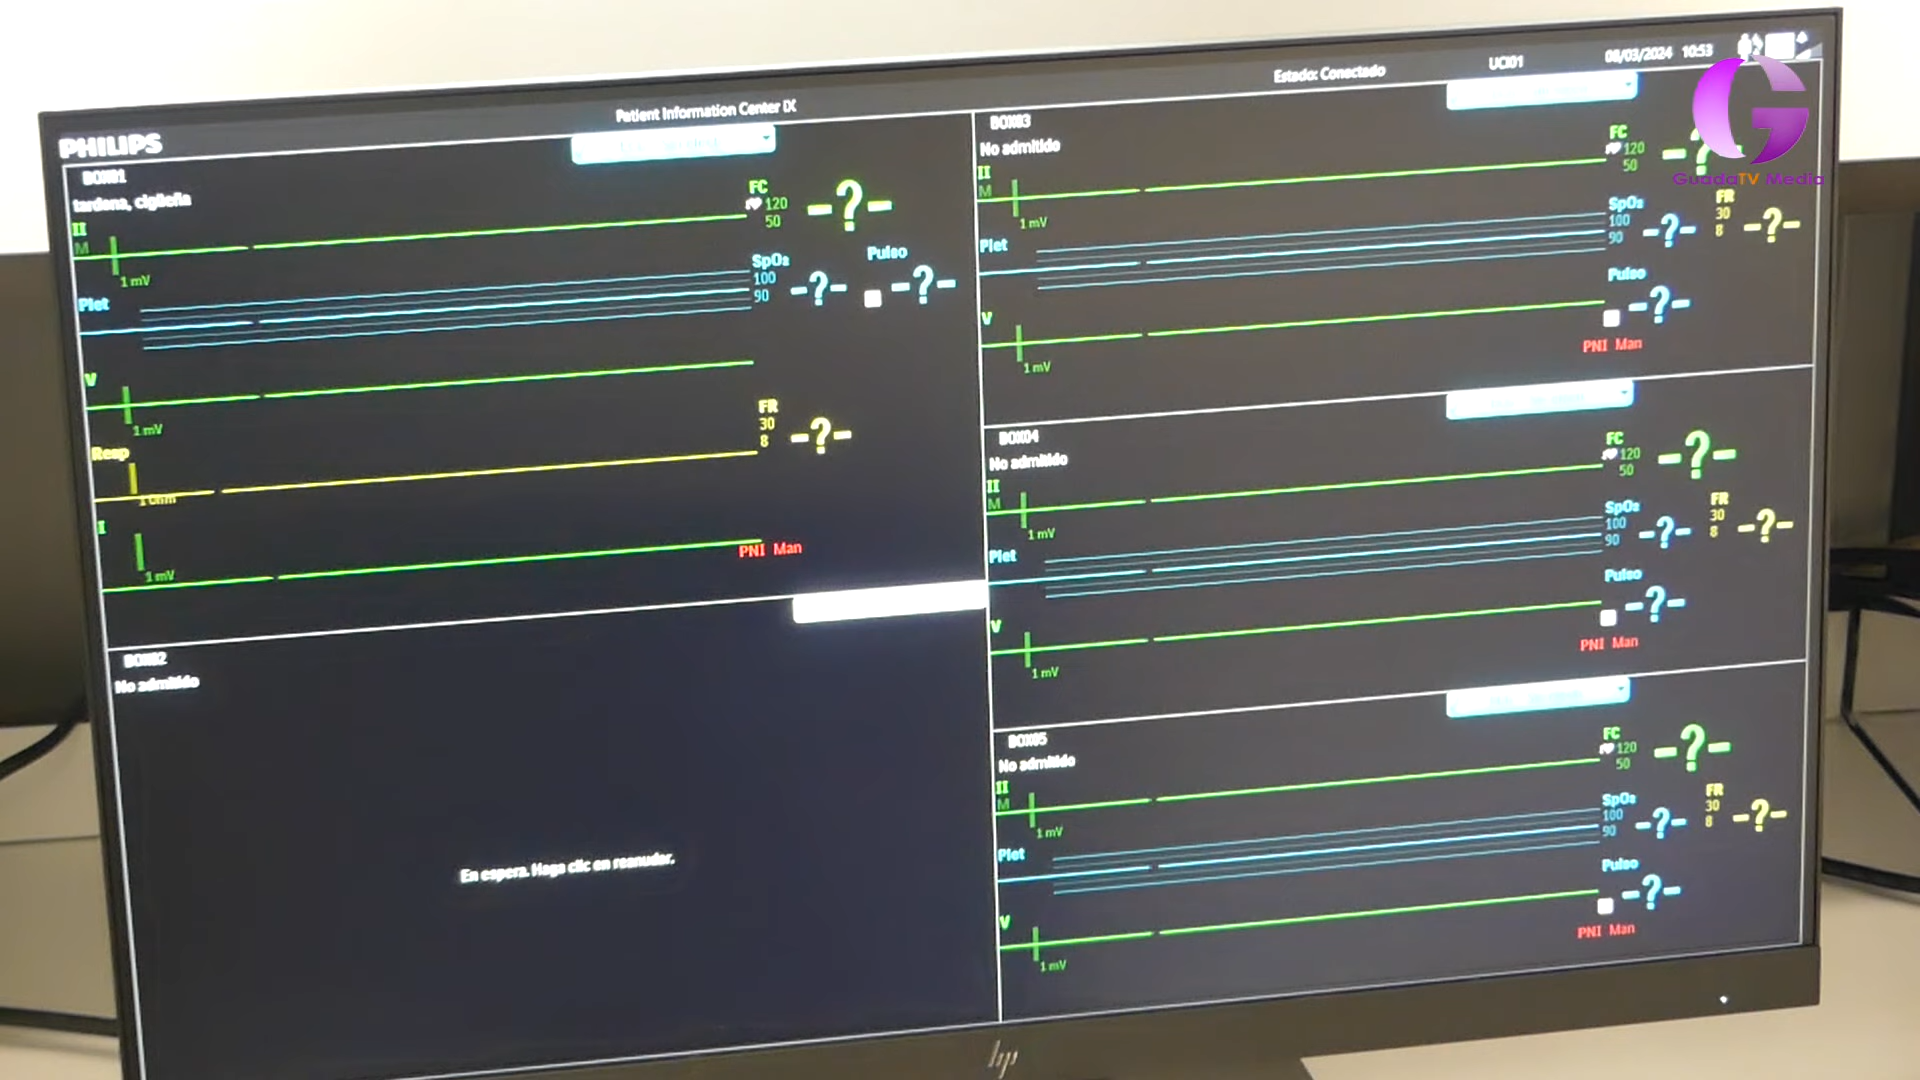 Patient Information Center iX
Estado: Conectado
UCI01
08/03/2024 10:53
PHILIPS
GuadaTV Media
BOX01
tardona, cigüeña
II
M
1 mV
FC
120
50
-?-
Plet
SpO₂
100
90
-?-
Pulso
-?-
V
1 mV
Resp
1 Ohm
FR
30
8
-?-
I
1 mV
PNI Man
BOX02
No admitido
En espera. Haga clic en reanudar.
BOX03
No admitido
II
M
1 mV
FC
120
50
-?-
Plet
SpO₂
100
90
-?-
FR
30
8
-?-
Pulso
-?-
V
1 mV
PNI Man
BOX04
No admitido
II
M
1 mV
FC
120
50
-?-
Plet
SpO₂
100
90
-?-
FR
30
8
-?-
Pulso
-?-
V
1 mV
PNI Man
BOX05
No admitido
II
M
1 mV
FC
120
50
-?-
Plet
SpO₂
100
90
-?-
FR
30
8
-?-
Pulso
-?-
V
1 mV
PNI Man
hp